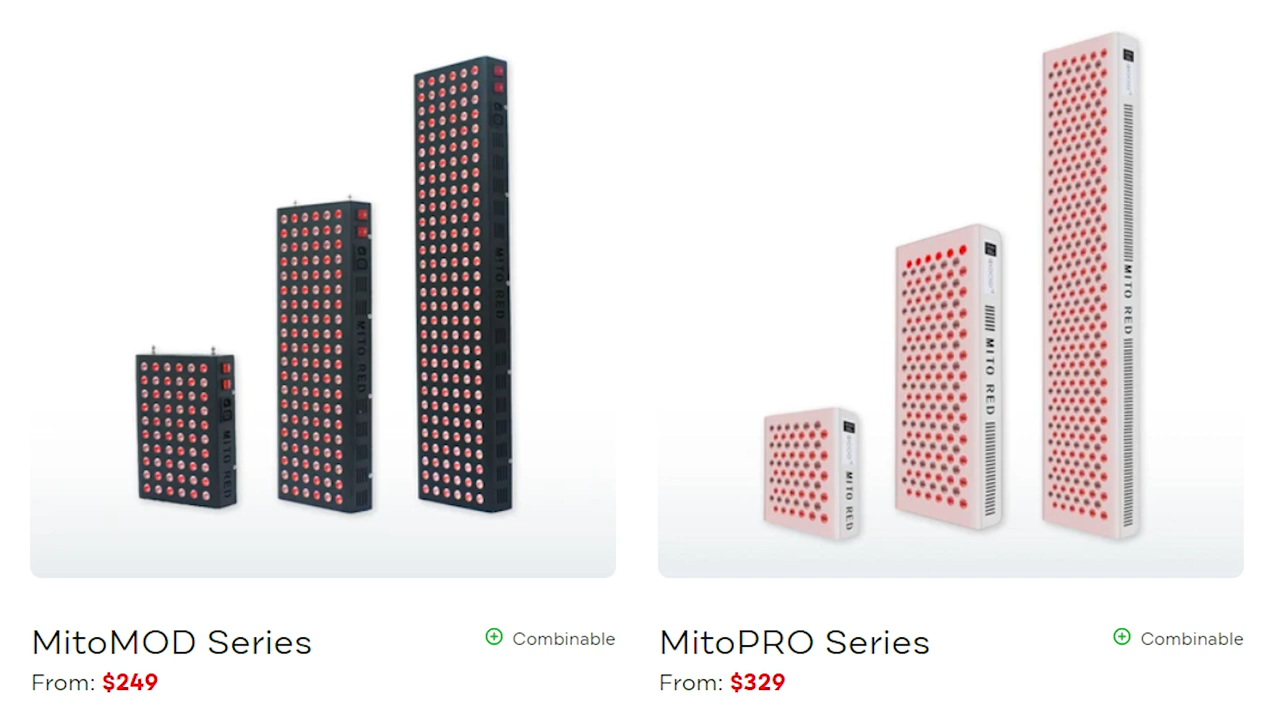 MITO RED
MITO RED
MITO RED
MITO RED
MITO RED
MITO RED
MitoMOD Series
Combinable
From: $249
MitoPRO Series
Combinable
From: $329